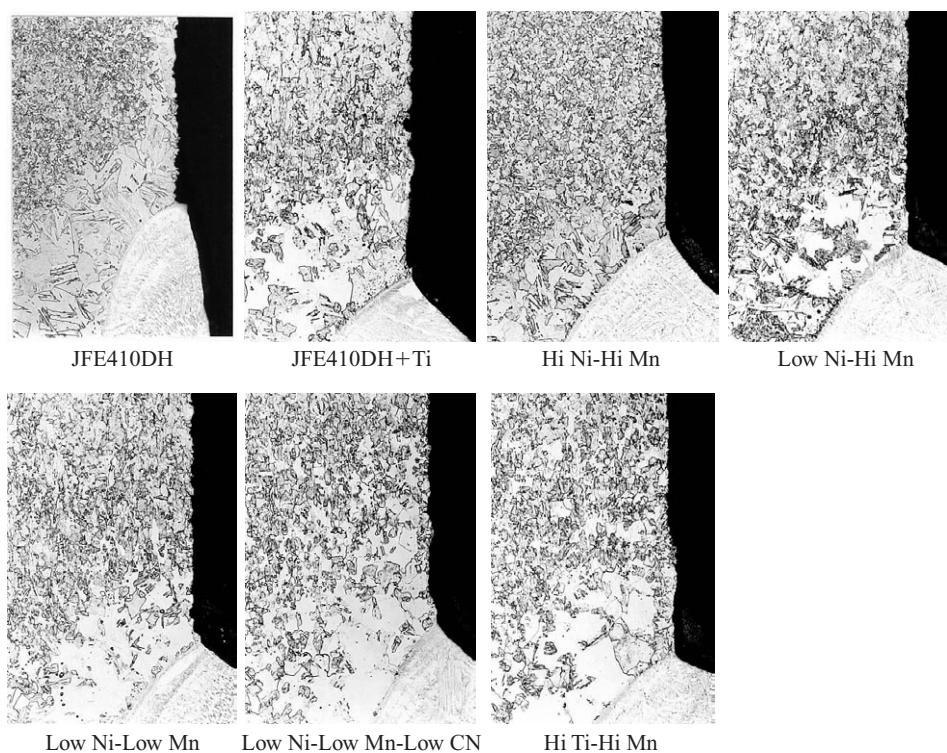 JFE410DH
JFE410DH+Ti
Hi Ni-Hi Mn
Low Ni-Hi Mn
Low Ni-Low Mn
Low Ni-Low Mn-Low CN
Hi Ti-Hi Mn